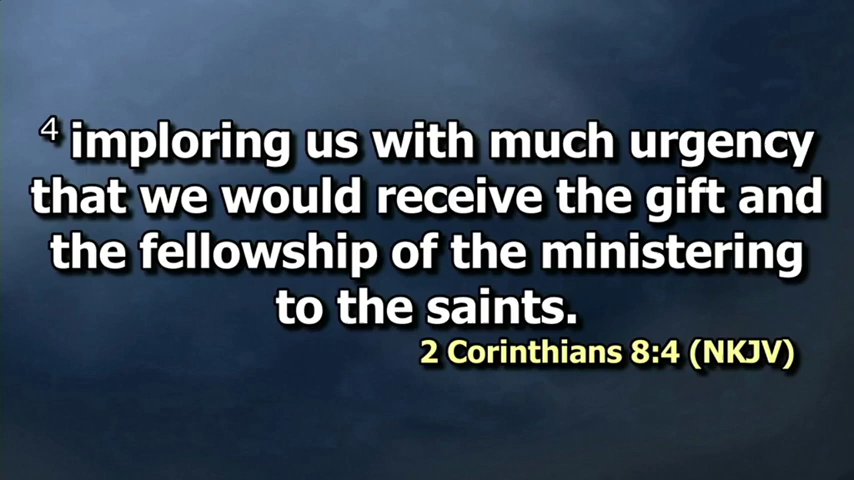 4 imploring us with much urgency
that we would receive the gift and
the fellowship of the ministering
to the saints.
2 Corinthians 8:4 (NKJV)